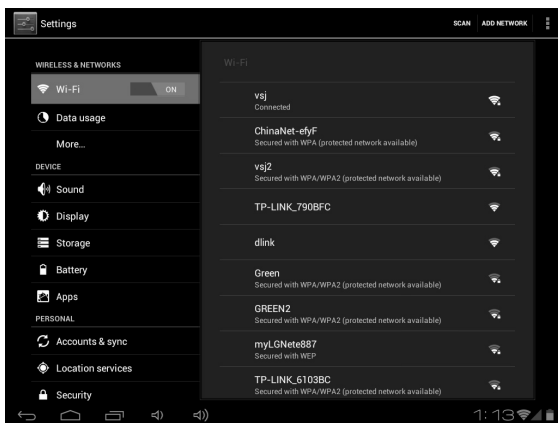 Settings
SCAN ADD NETWORK
WIRELESS & NETWORKS
Wi-Fi ON
Data usage
More...
DEVICE
Sound
Display
Storage
Battery
Apps
PERSONAL
Accounts & sync
Location services
Security
Wi-Fi
vsj
Connected
ChinaNet-efyF
Secured with WPA (protected network available)
vsj2
Secured with WPA/WPA2 (protected network available)
TP-LINK_790BFC
dlink
Green
Secured with WPA/WPA2 (protected network available)
GREEN2
Secured with WPA/WPA2 (protected network available)
myLGNete887
Secured with WEP
TP-LINK_6103BC
Secured with WPA/WPA2 (protected network available)
1:13